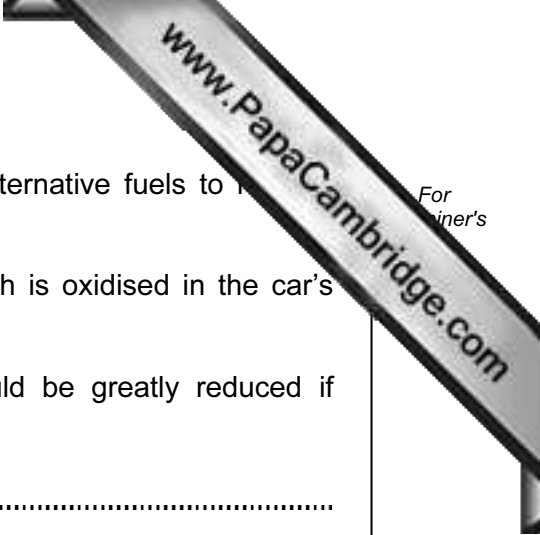 www.PapaCambridge.com
ternative fuels to
For
iner's
h is oxidised in the car's
ld be greatly reduced if